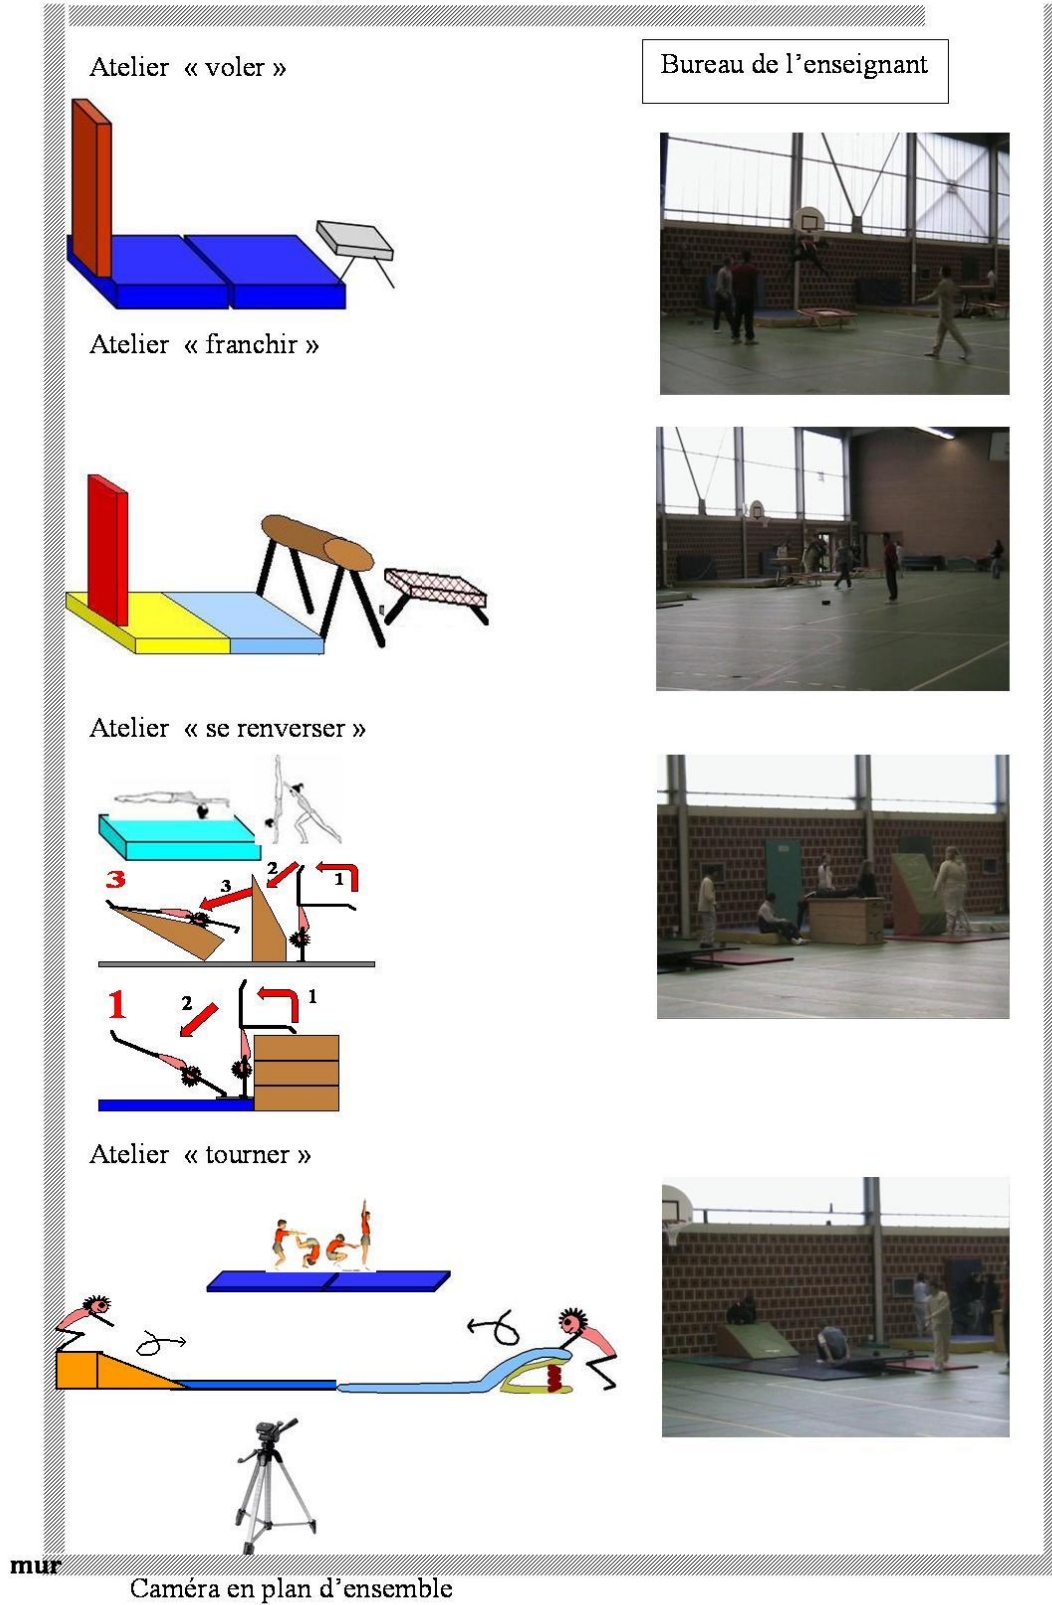 Atelier « voler »
Bureau de l’enseignant
Atelier « franchir »
Atelier « se renverser »
3
3
2
1
1
2
1
Atelier « tourner »
mur
Caméra en plan d’ensemble